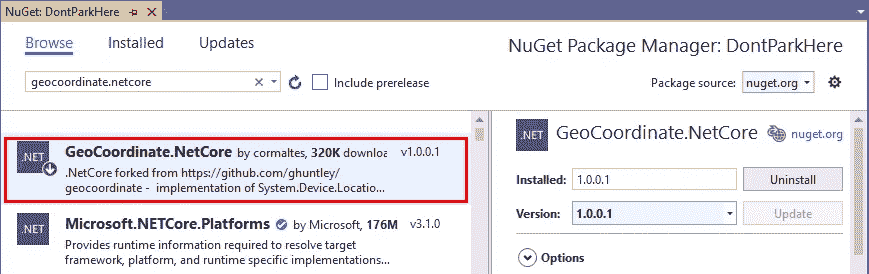 NuGet: DontParkHere
Browse Installed Updates
NuGet Package Manager: DontParkHere
geocoordinate.netcore
Include prerelease
Package source: nuget.org
.NET
GeoCoordinate.NetCore by cormaltes, 320K downloa v1.0.0.1
.NetCore forked from https://github.com/ghuntley/
geocoordinate - implementation of System.Device.Locatio...
.NET
Microsoft.NETCore.Platforms by Microsoft, 176M v3.1.0
Provides runtime information required to resolve target
framework, platform, and runtime specific implementations...
.NET
GeoCoordinate.NetCore nuget.org
Installed: 1.0.0.1 Uninstall
Version: 1.0.0.1 Update
Options